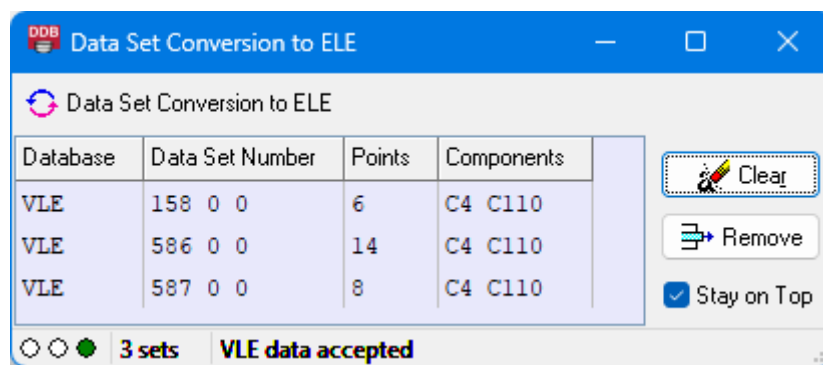 DDB Data Set Conversion to ELE
Data Set Conversion to ELE
Database Data Set Number Points Components
VLE 158 0 0 6 C4 C110
VLE 586 0 0 14 C4 C110
VLE 587 0 0 8 C4 C110
Clear
Remove
Stay on Top
3 sets VLE data accepted